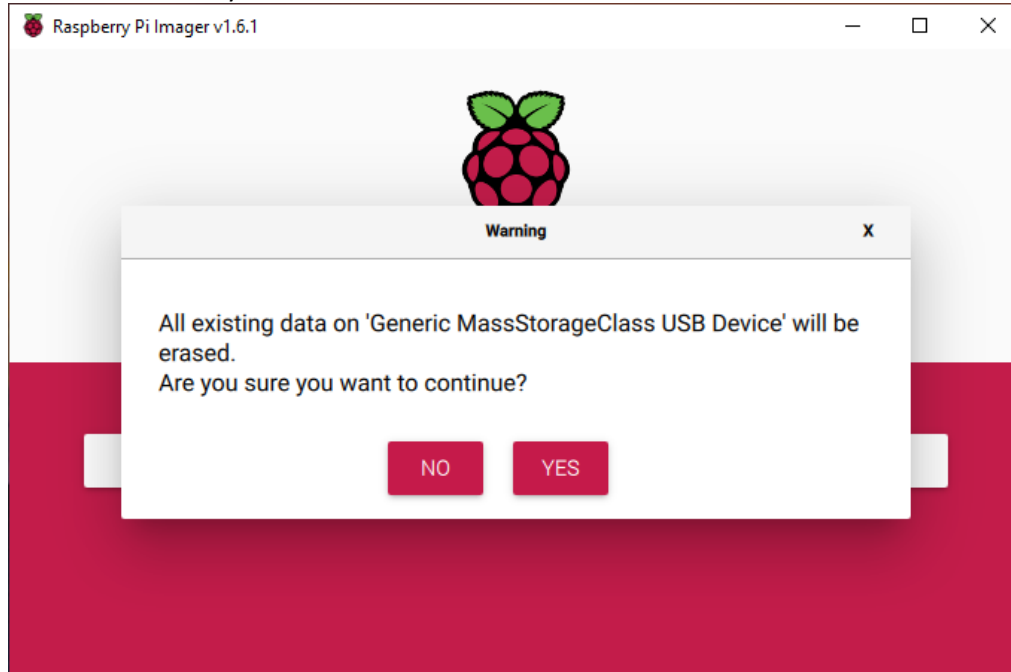 Raspberry Pi Imager v1.6.1
Warning
X
All existing data on 'Generic MassStorageClass USB Device' will be
erased.
Are you sure you want to continue?
NO YES